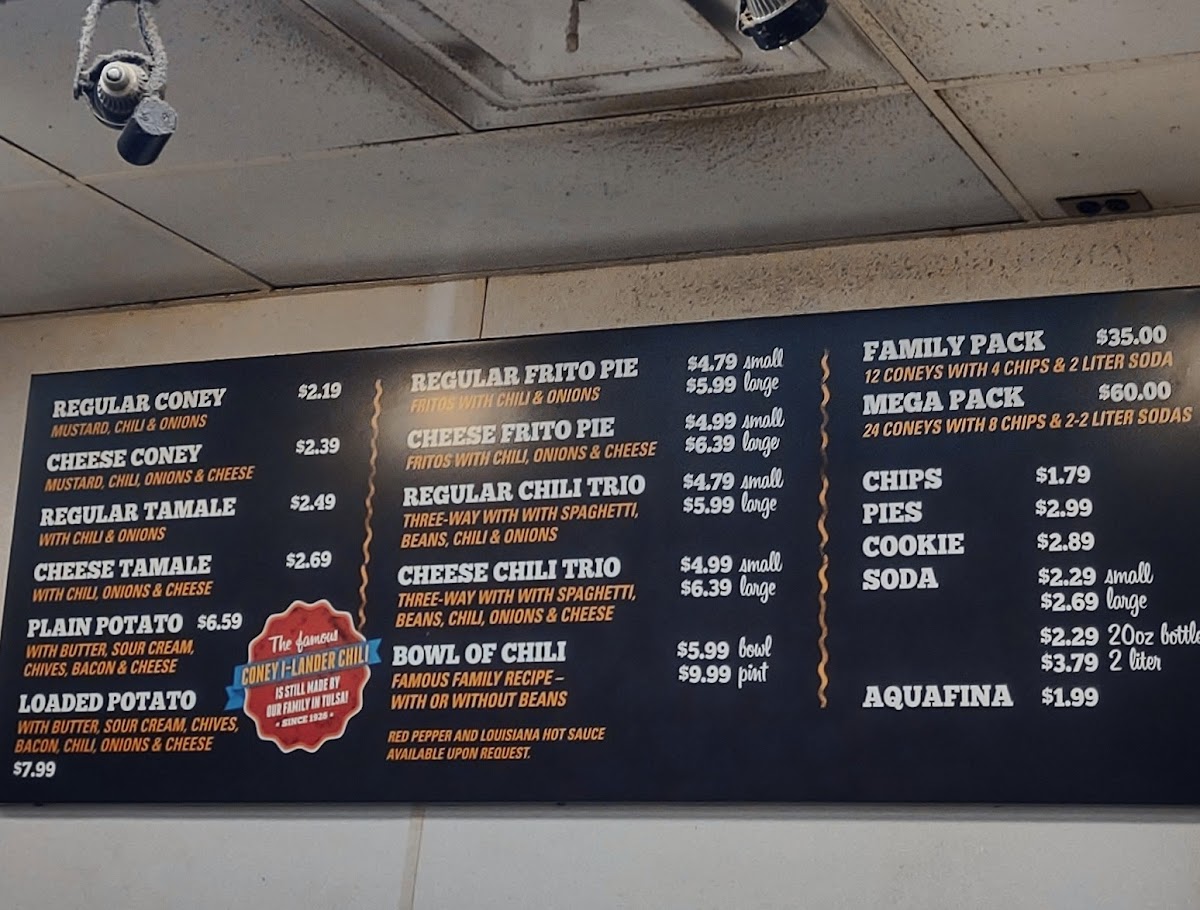 REGULAR CONEY $2.19
MUSTARD, CHILI & ONIONS
CHEESE CONEY $2.39
MUSTARD, CHILI, ONIONS & CHEESE
REGULAR TAMALE $2.49
WITH CHILI & ONIONS
CHEESE TAMALE $2.69
WITH CHILI, ONIONS & CHEESE
PLAIN POTATO $6.59
WITH BUTTER, SOUR CREAM,
CHIVES, BACON & CHEESE
LOADED POTATO
WITH BUTTER, SOUR CREAM, CHIVES,
BACON, CHILI, ONIONS & CHEESE
$7.99
The famous
CONEY I-LANDER CHILI
IS STILL MADE BY
OUR FAMILY IN TULSA!
• SINCE 1926 •
REGULAR FRITO PIE $4.79 small
FRITOS WITH CHILI & ONIONS $5.99 large
CHEESE FRITO PIE $4.99 small
FRITOS WITH CHILI, ONIONS & CHEESE $6.39 large
REGULAR CHILI TRIO $4.79 small
THREE-WAY WITH WITH SPAGHETTI, $5.99 large
BEANS, CHILI & ONIONS
CHEESE CHILI TRIO $4.99 small
THREE-WAY WITH WITH SPAGHETTI, $6.39 large
BEANS, CHILI, ONIONS & CHEESE
BOWL OF CHILI $5.99 bowl
FAMOUS FAMILY RECIPE – $9.99 pint
WITH OR WITHOUT BEANS
RED PEPPER AND LOUISIANA HOT SAUCE
AVAILABLE UPON REQUEST.
FAMILY PACK $35.00
12 CONEYS WITH 4 CHIPS & 2 LITER SODA
MEGA PACK $60.00
24 CONEYS WITH 8 CHIPS & 2-2 LITER SODAS
CHIPS $1.79
PIES $2.99
COOKIE $2.89
SODA $2.29 small
$2.69 large
$2.29 20oz bottle
$3.79 2 liter
AQUAFINA $1.99